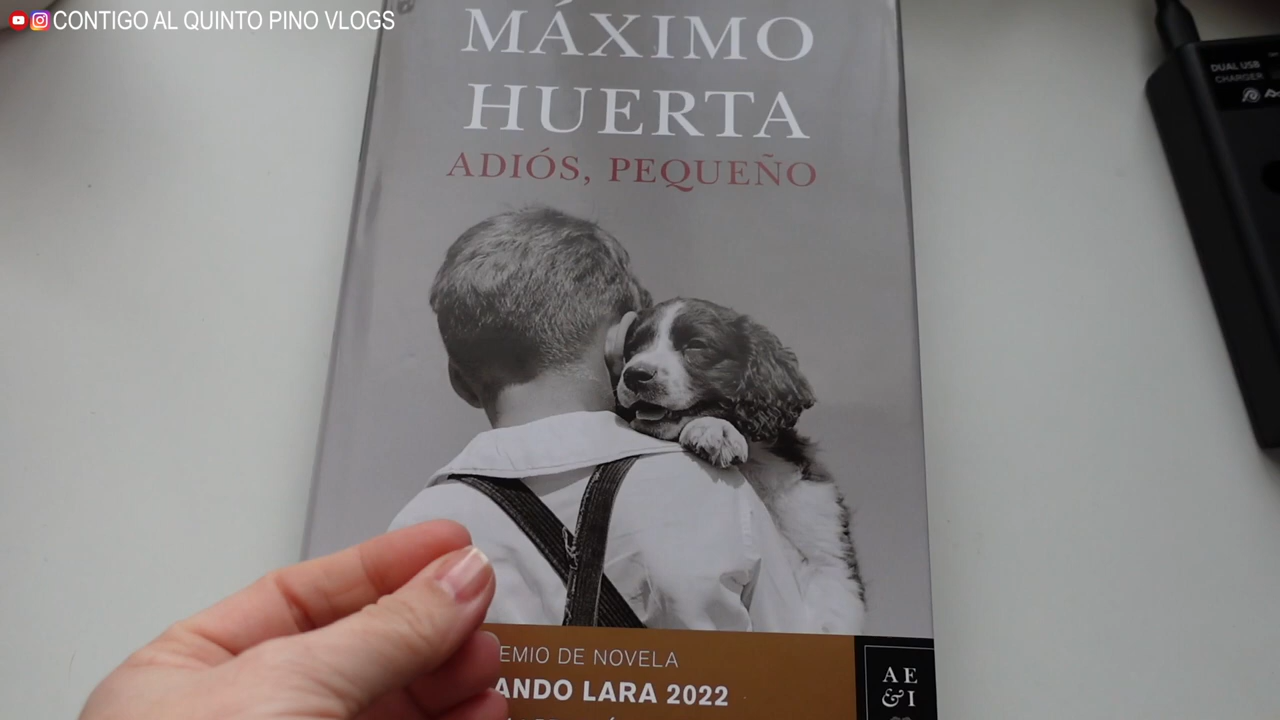 CONTIGO AL QUINTO PINO VLOGS
MÁXIMO
HUERTA
ADIÓS, PEQUEÑO
EMIO DE NOVELA
ANDO LARA 2022
AE
&I
DUAL USB
CHARGER